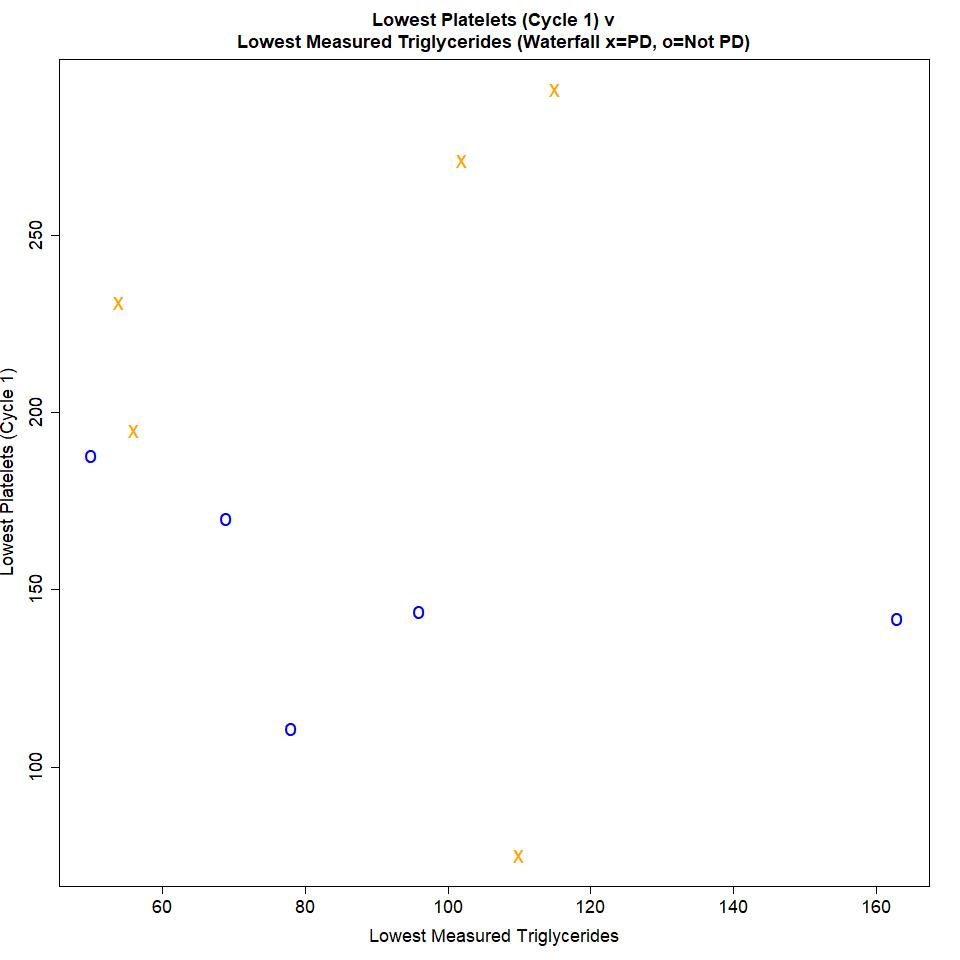 Lowest Platelets (Cycle 1) v
Lowest Measured Triglycerides (Waterfall x=PD, o=Not PD)
Lowest Platelets (Cycle 1)
250
200
150
100
x
x
x
x
o
o
o
o
o
x
60
80
100
120
140
160
Lowest Measured Triglycerides